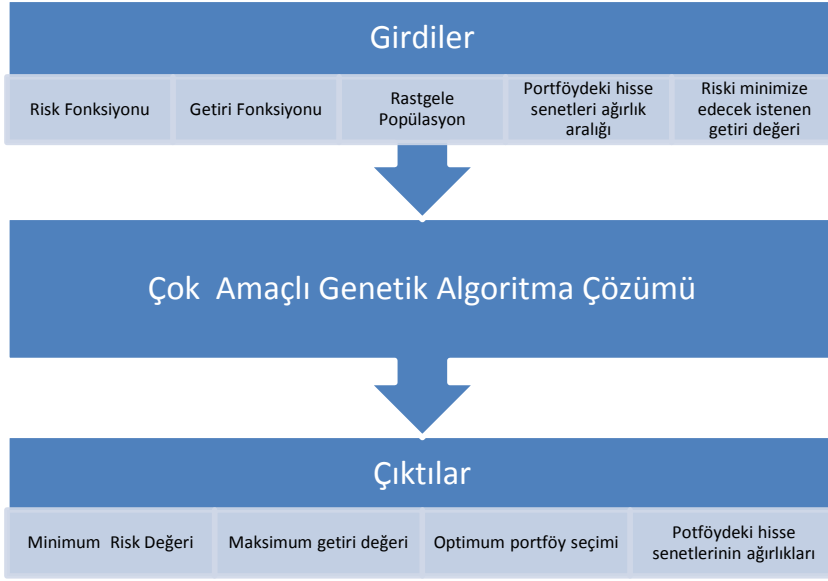 Girdiler
Risk Fonksiyonu
Getiri Fonksiyonu
Rastgele
Popülasyon
Portföydeki hisse
senetleri ağırlık
aralığı
Riski minimize
edecek istenen
getiri değeri
Çok Amaçlı Genetik Algoritma Çözümü
Çıktılar
Minimum Risk Değeri
Maksimum getiri değeri
Optimum portföy seçimi
Potföydeki hisse
senetlerinin ağırlıkları